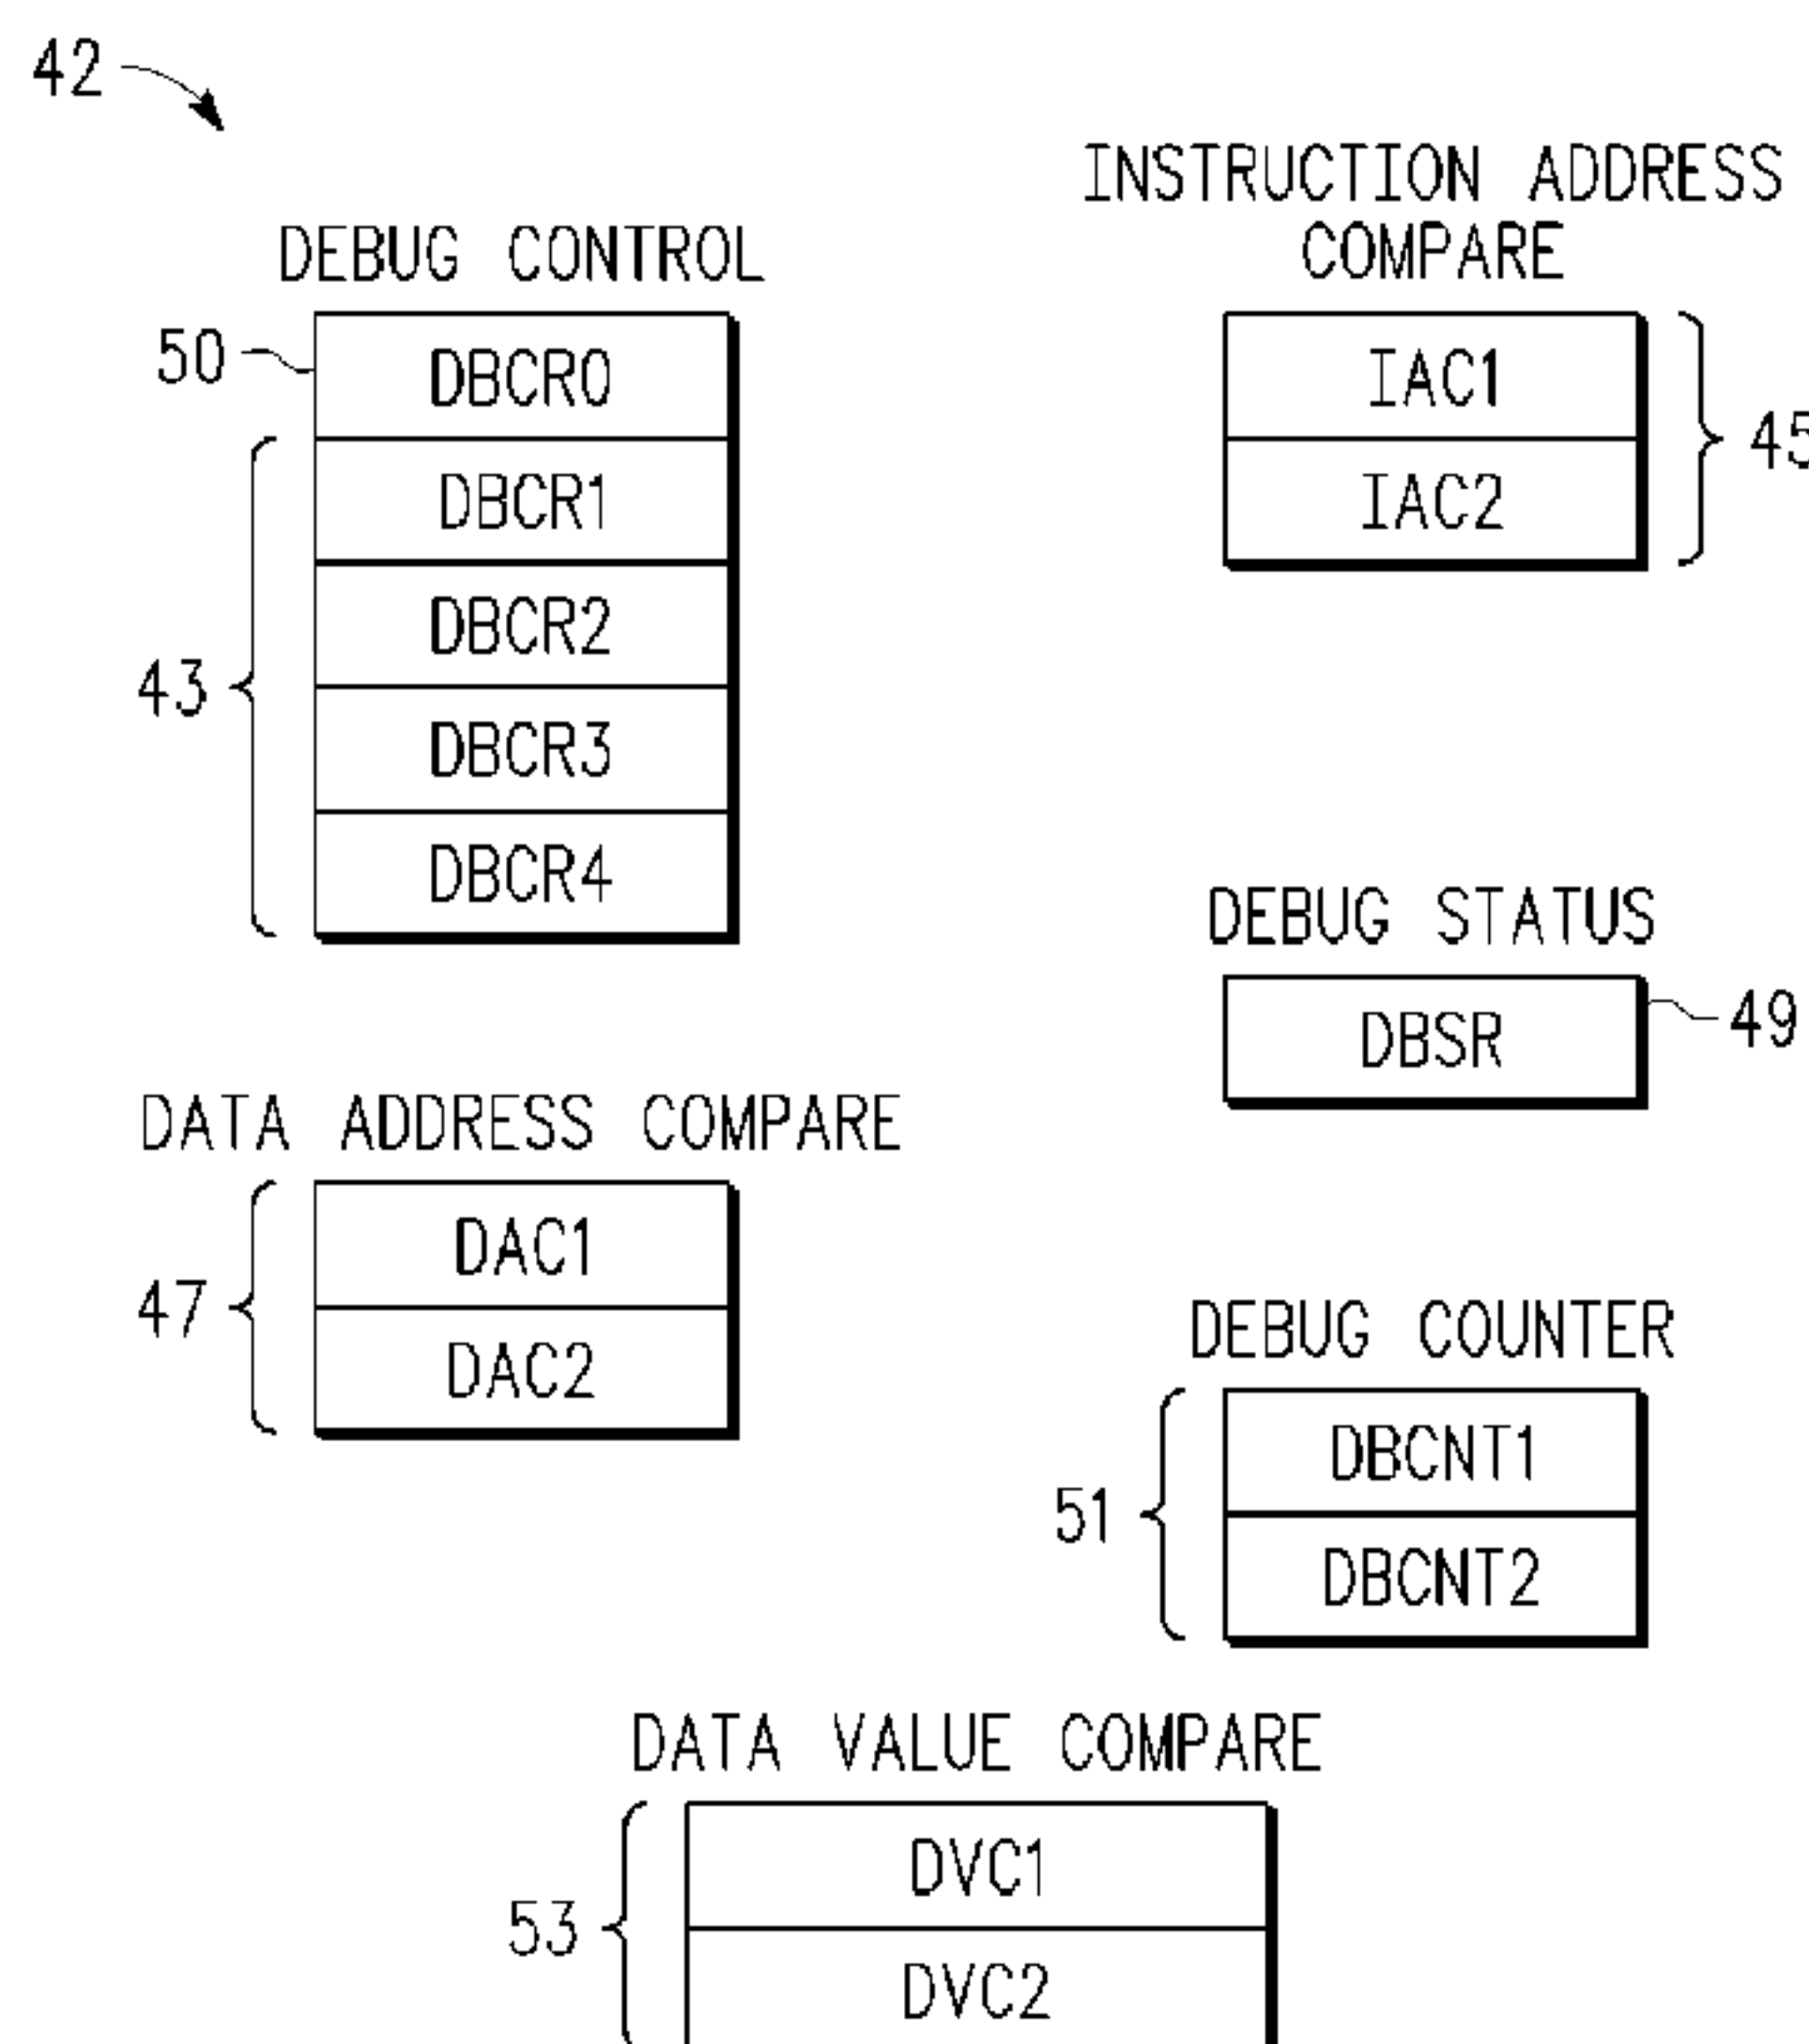 42
DEBUG CONTROL
50
DBCR0
DBCR1
DBCR2
DBCR3
DBCR4
43
INSTRUCTION ADDRESS
COMPARE
IAC1
IAC2
45
DEBUG STATUS
DBSR
49
DATA ADDRESS COMPARE
DAC1
DAC2
47
DEBUG COUNTER
DBCNT1
DBCNT2
51
DATA VALUE COMPARE
DVC1
DVC2
53